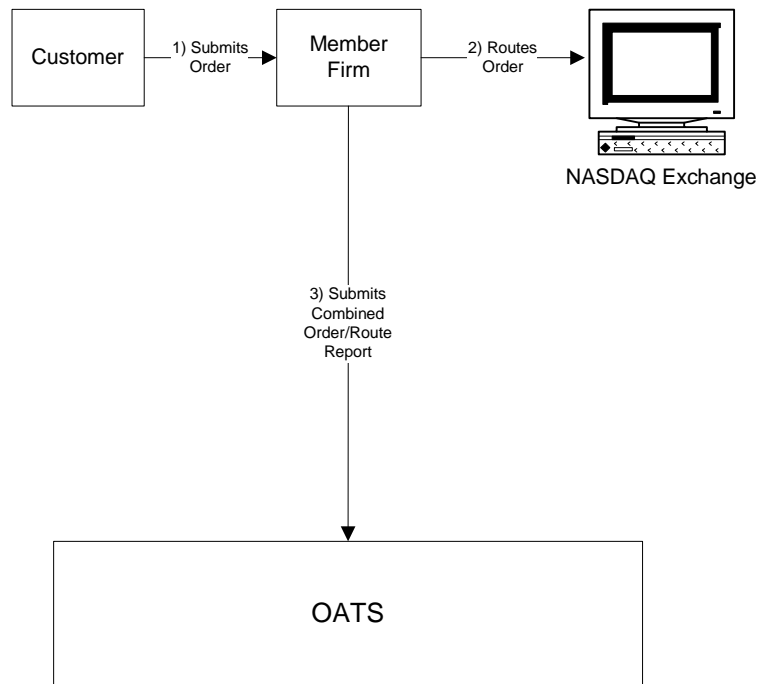 Customer
1) Submits
Order
Member
Firm
2) Routes
Order
NASDAQ Exchange
3) Submits
Combined
Order/Route
Report
OATS